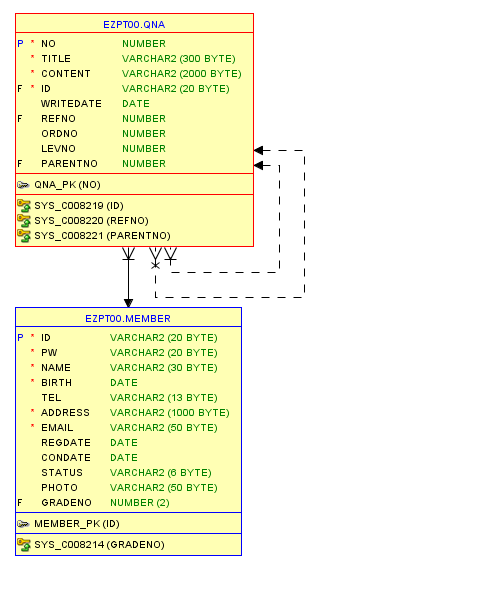 EZPT00.QNA
P * NO NUMBER
* TITLE VARCHAR2 (300 BYTE)
* CONTENT VARCHAR2 (2000 BYTE)
F * ID VARCHAR2 (20 BYTE)
WRITEDATE DATE
F REFNO NUMBER
ORDNO NUMBER
LEVNO NUMBER
F PARENTNO NUMBER
QNA_PK (NO)
SYS_C008219 (ID)
SYS_C008220 (REFNO)
SYS_C008221 (PARENTNO)
EZPT00.MEMBER
P * ID VARCHAR2 (20 BYTE)
* PW VARCHAR2 (20 BYTE)
* NAME VARCHAR2 (30 BYTE)
* BIRTH DATE
TEL VARCHAR2 (13 BYTE)
* ADDRESS VARCHAR2 (1000 BYTE)
* EMAIL VARCHAR2 (50 BYTE)
REGDATE DATE
CONDATE DATE
STATUS VARCHAR2 (6 BYTE)
PHOTO VARCHAR2 (50 BYTE)
F GRADENO NUMBER (2)
MEMBER_PK (ID)
SYS_C008214 (GRADENO)